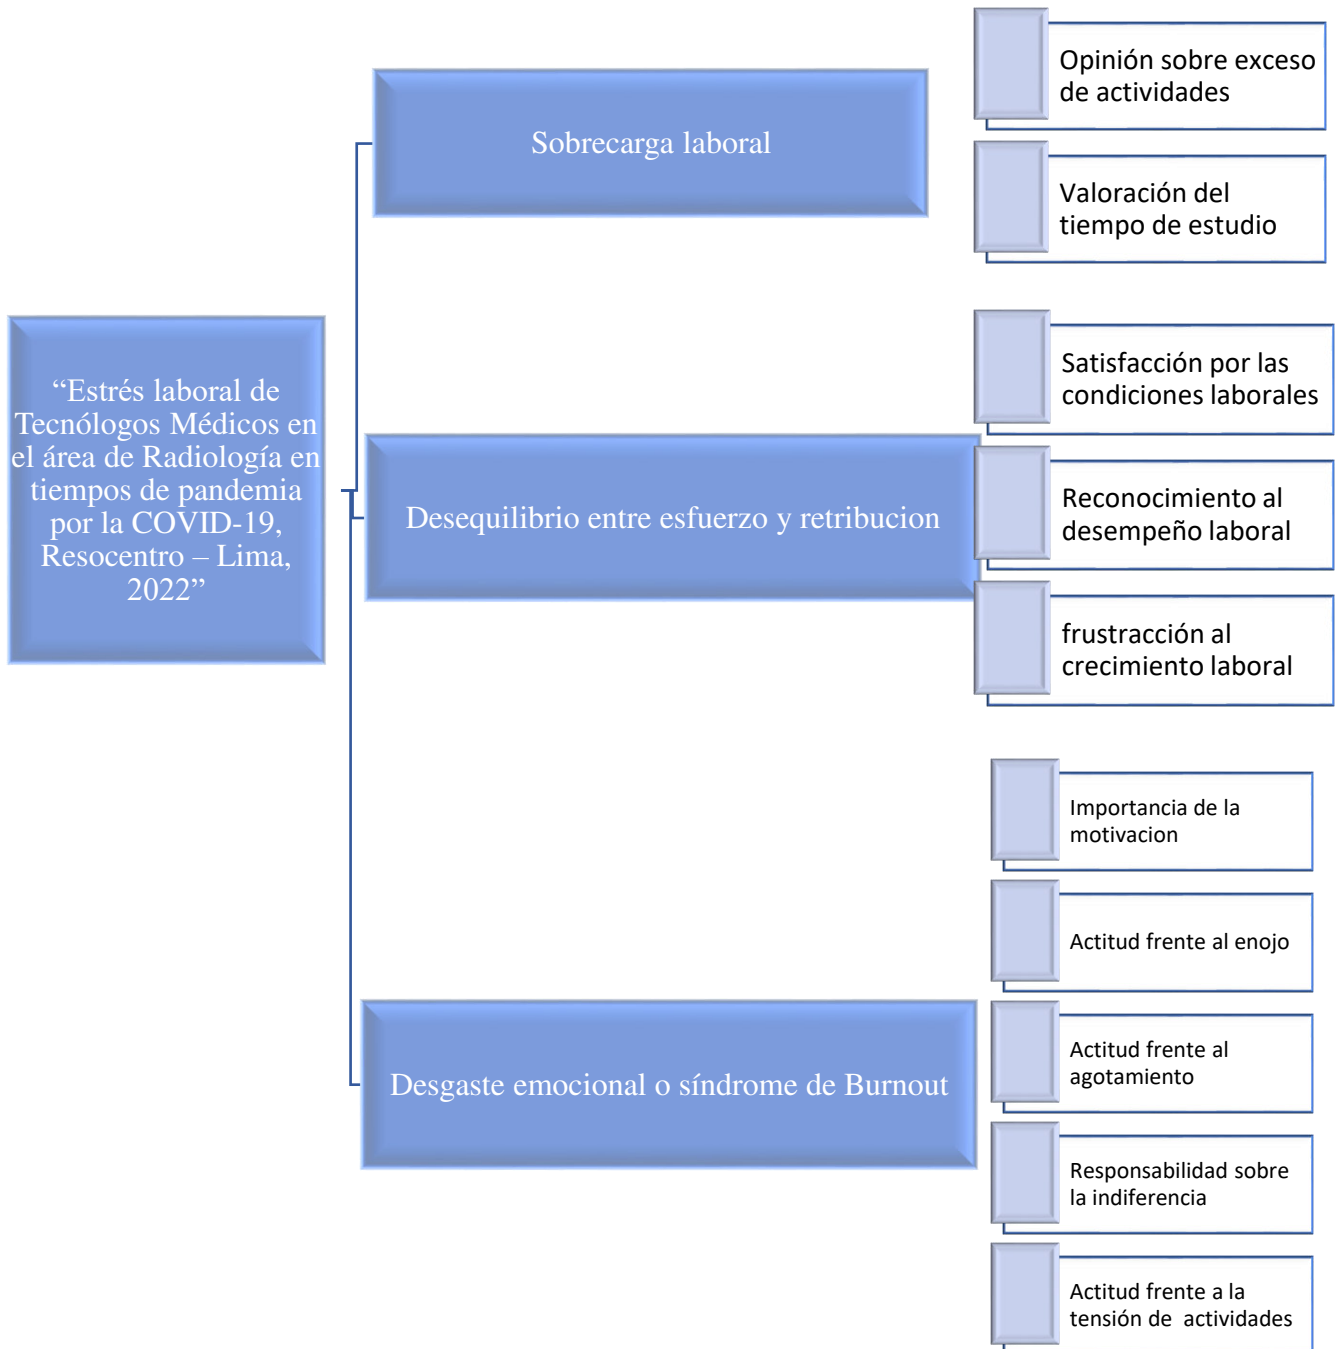 “Estrés laboral de
Tecnólogos Médicos en
el área de Radiología en
tiempos de pandemia
por la COVID-19,
Resocentro – Lima,
2022”
Sobrecarga laboral
Opinión sobre exceso
de actividades
Valoración del
tiempo de estudio
Desequilibrio entre esfuerzo y retribucion
Satisfacción por las
condiciones laborales
Reconocimiento al
desempeño laboral
frustracción al
crecimiento laboral
Desgaste emocional o síndrome de Burnout
Importancia de la
motivacion
Actitud frente al enojo
Actitud frente al
agotamiento
Responsabilidad sobre
la indiferencia
Actitud frente a la
tensión de  actividades